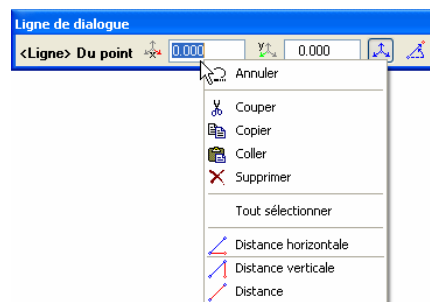 Ligne de dialogue
<Ligne> Du point 0.000 0.000
Annuler
Couper
Copier
Coller
Supprimer
Tout sélectionner
Distance horizontale
Distance verticale
Distance